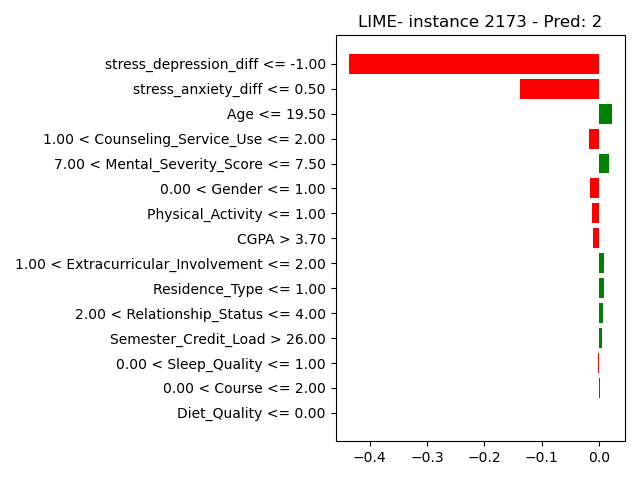 LIME- instance 2173 - Pred: 2
stress_depression_diff <= -1.00
stress_anxiety_diff <= 0.50
Age <= 19.50
1.00 < Counseling_Service_Use <= 2.00
7.00 < Mental_Severity_Score <= 7.50
0.00 < Gender <= 1.00
Physical_Activity <= 1.00
CGPA > 3.70
1.00 < Extracurricular_Involvement <= 2.00
Residence_Type <= 1.00
2.00 < Relationship_Status <= 4.00
Semester_Credit_Load > 26.00
0.00 < Sleep_Quality <= 1.00
0.00 < Course <= 2.00
Diet_Quality <= 0.00
−0.4 −0.3 −0.2 −0.1 0.0